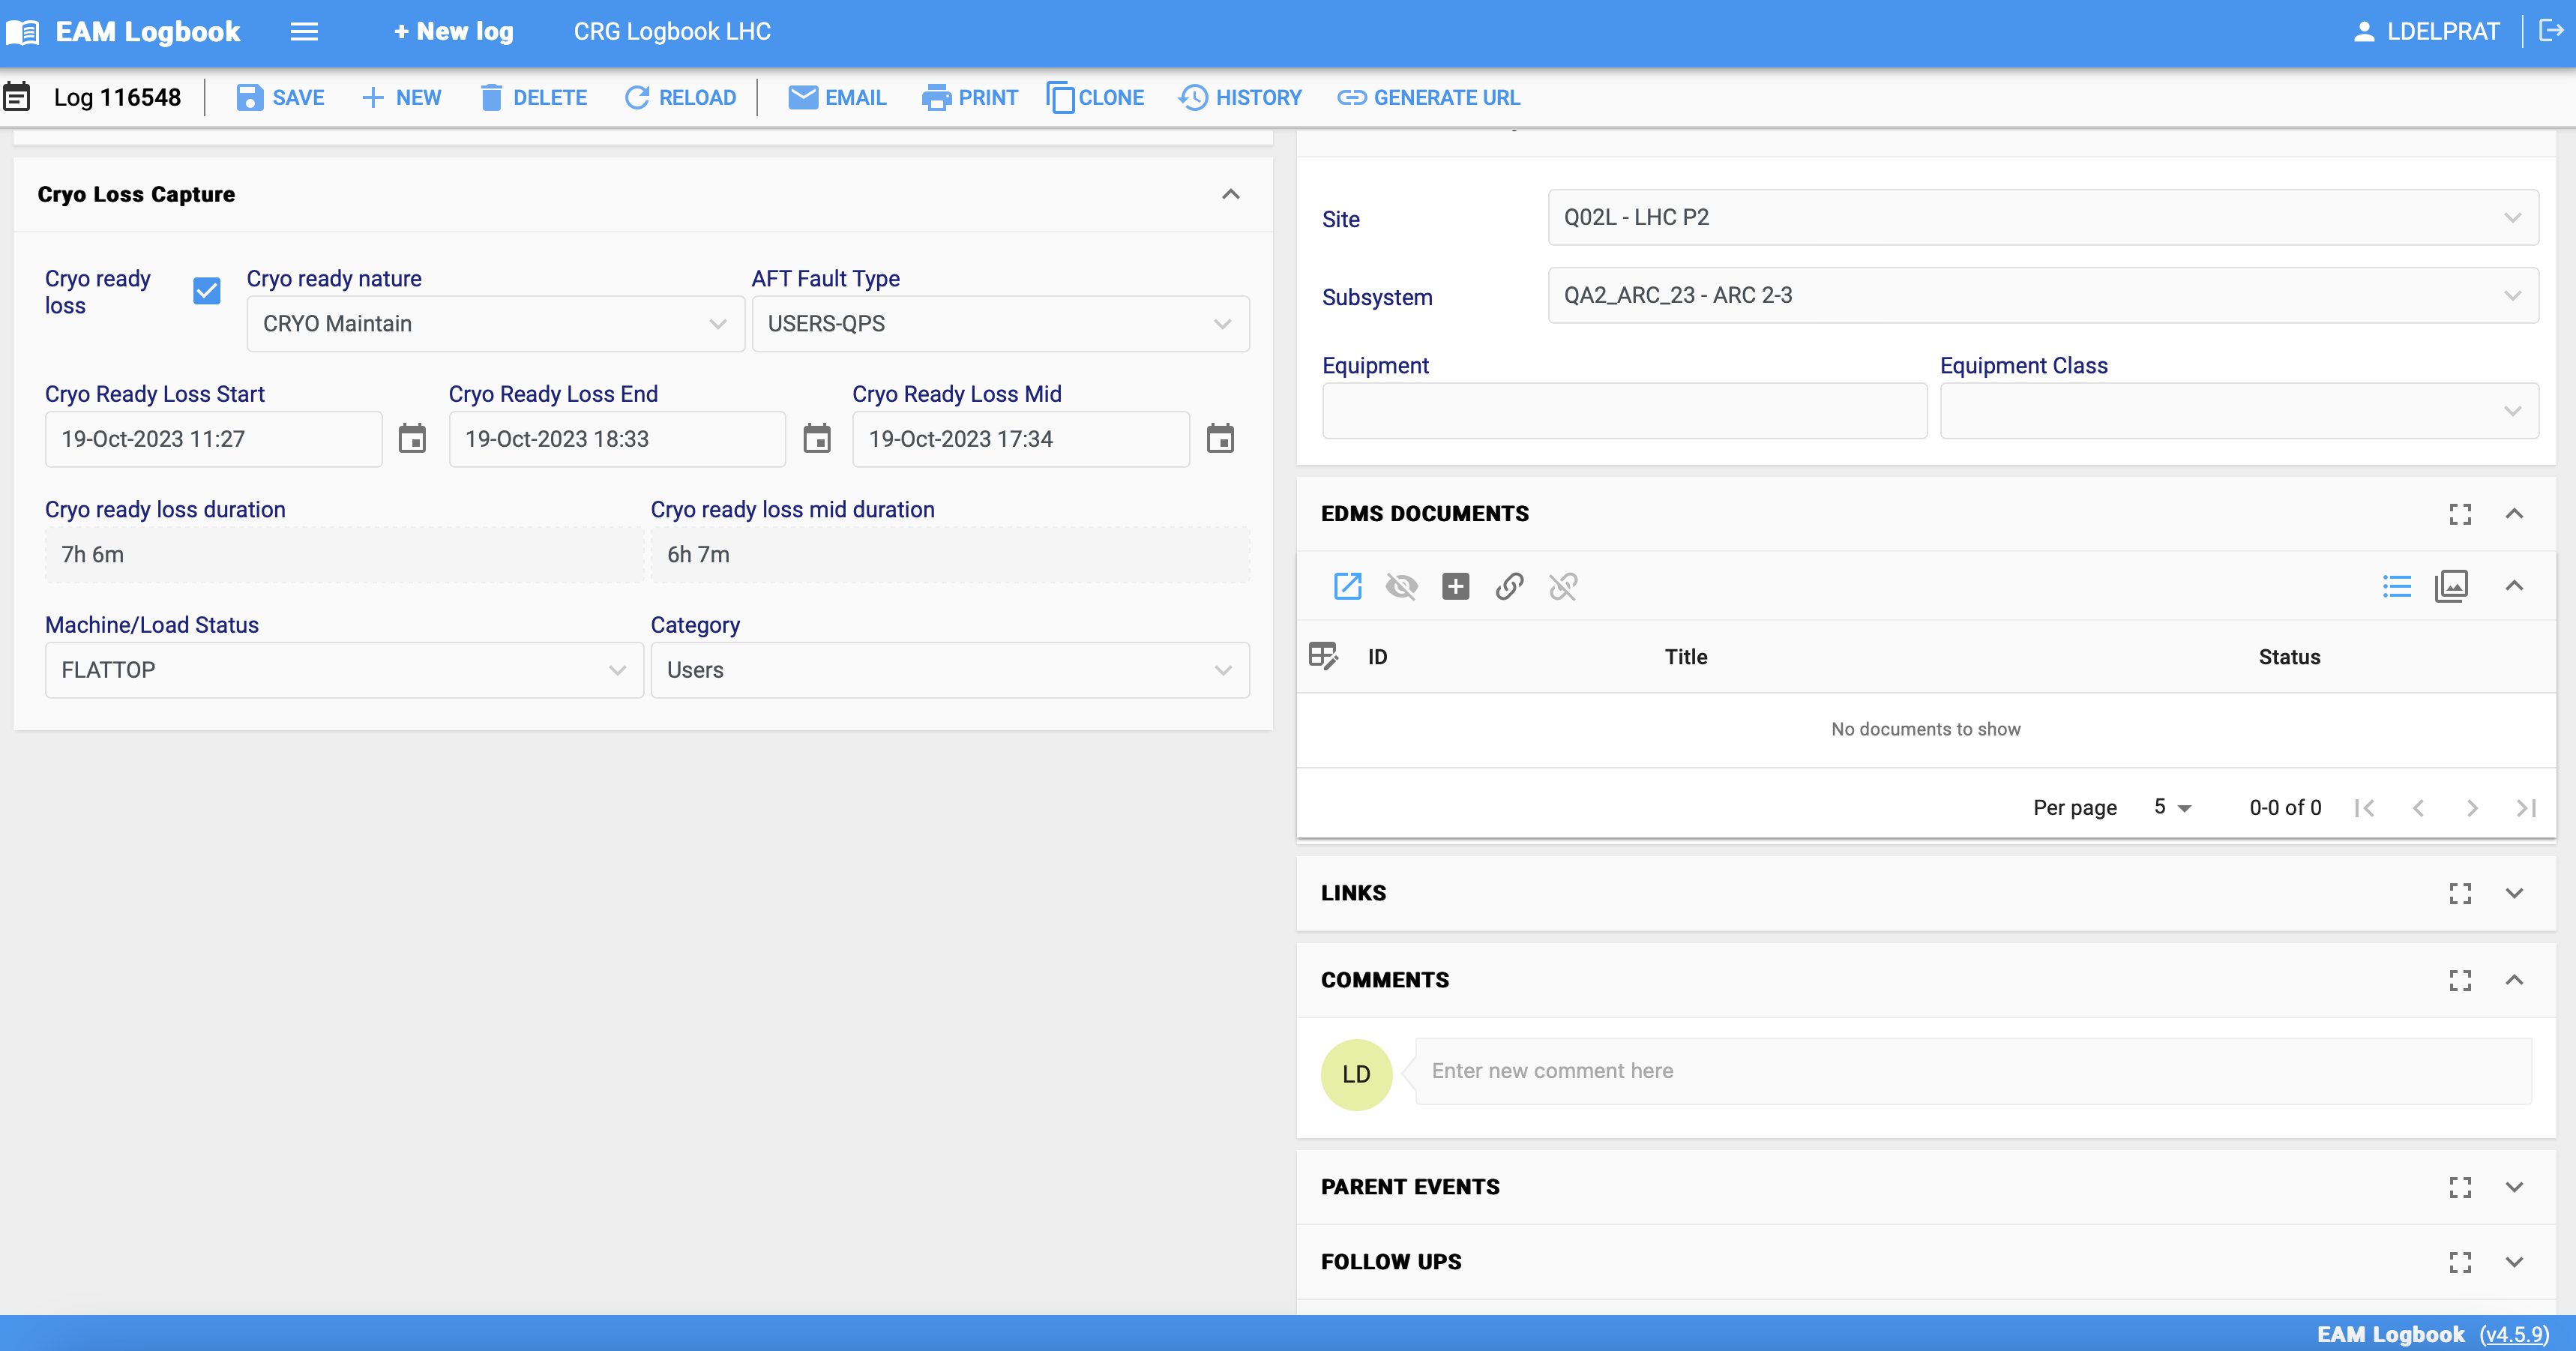 EAM Logbook
+ New log
CRG Logbook LHC
LDELPRAT
Log 116548
SAVE
NEW
DELETE
RELOAD
EMAIL
PRINT
CLONE
HISTORY
GENERATE URL
Cryo Loss Capture
Cryo ready
loss
Cryo ready nature
CRYO Maintain
AFT Fault Type
USERS-QPS
Cryo Ready Loss Start
19-Oct-2023 11:27
Cryo Ready Loss End
19-Oct-2023 18:33
Cryo Ready Loss Mid
19-Oct-2023 17:34
Cryo ready loss duration
7h 6m
Cryo ready loss mid duration
6h 7m
Machine/Load Status
FLATTOP
Category
Users
Site
Q02L - LHC P2
Subsystem
QA2_ARC_23 - ARC 2-3
Equipment
Equipment Class
EDMS DOCUMENTS
ID
Title
Status
No documents to show
Per page
5
0-0 of 0
LINKS
COMMENTS
LD
Enter new comment here
PARENT EVENTS
FOLLOW UPS
EAM Logbook (v4.5.9)